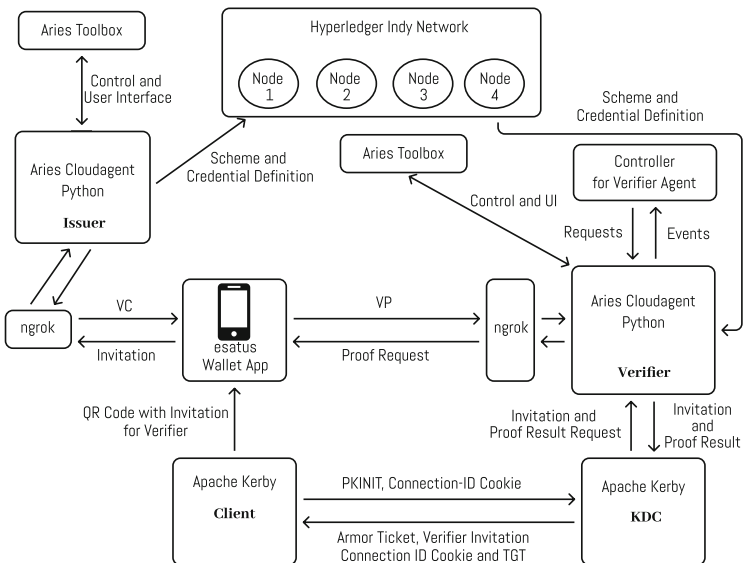 Aries Toolbox
Control and
User Interface
Aries Cloudagent
Python
Issuer
Hyperledger Indy Network
Node
1
Node
2
Node
3
Node
4
Scheme and
Credential Definition
Aries Toolbox
Control and UI
Scheme and
Credential Definition
Controller
for Verifier Agent
Requests
Events
Aries Cloudagent
Python
Verifier
ngrok
VC
Invitation
esatus
Wallet App
VP
Proof Request
ngrok
QR Code with Invitation
for Verifier
Invitation and
Proof Result Request
Invitation
and
Proof Result
Apache Kerby
Client
PKINIT, Connection-ID Cookie
Armor Ticket, Verifier Invitation
Connection ID Cookie and TGT
Apache Kerby
KDC